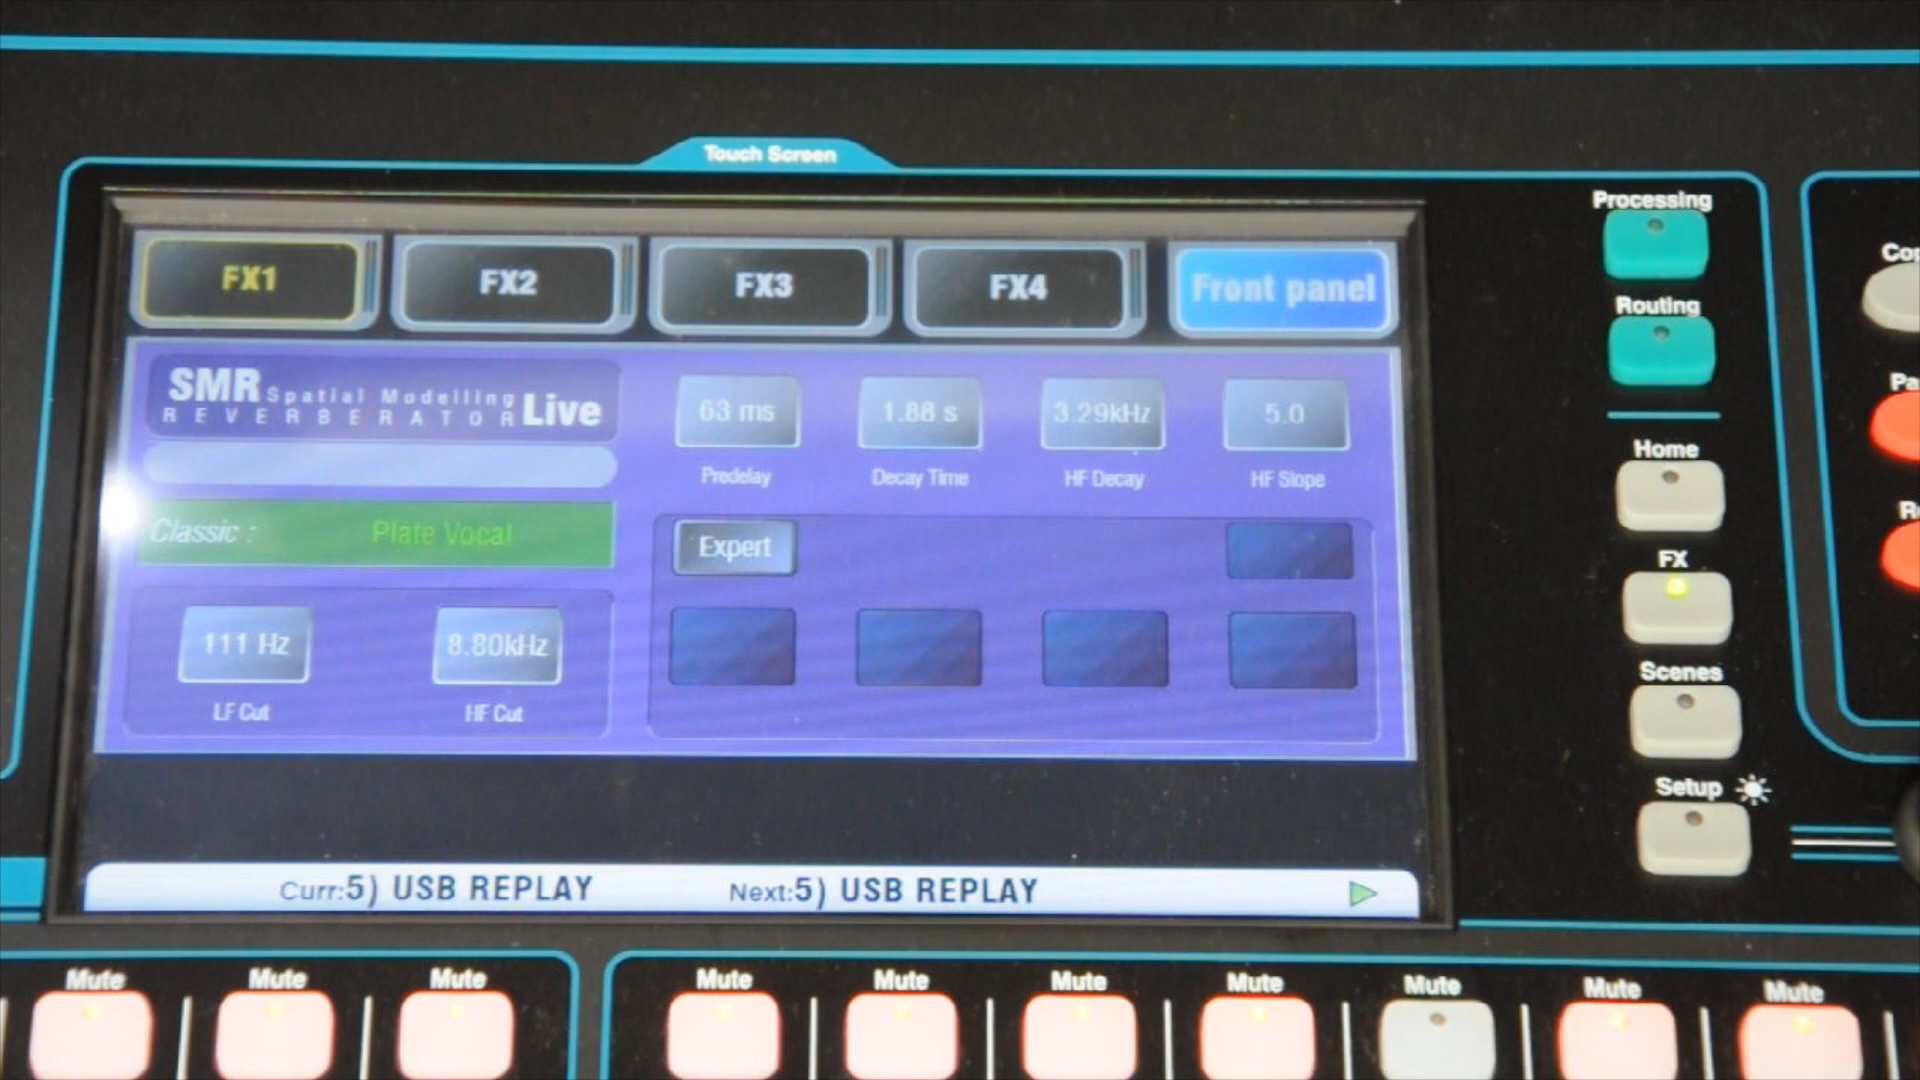 Touch Screen
FX1 FX2 FX3 FX4 Front panel
SMR Spatial Modelling
REVERBERATOR Live
63 ms 1.88 s 3.29kHz 5.0
Predelay Decay Time HF Decay HF Slope
Classic : Plate Vocal
Expert
111 Hz 8.80kHz
LF Cut HF Cut
Curr:5) USB REPLAY Next:5) USB REPLAY
Processing
Routing
Home
FX
Scenes
Setup
Mute Mute Mute Mute Mute Mute Mute Mute Mute Mute